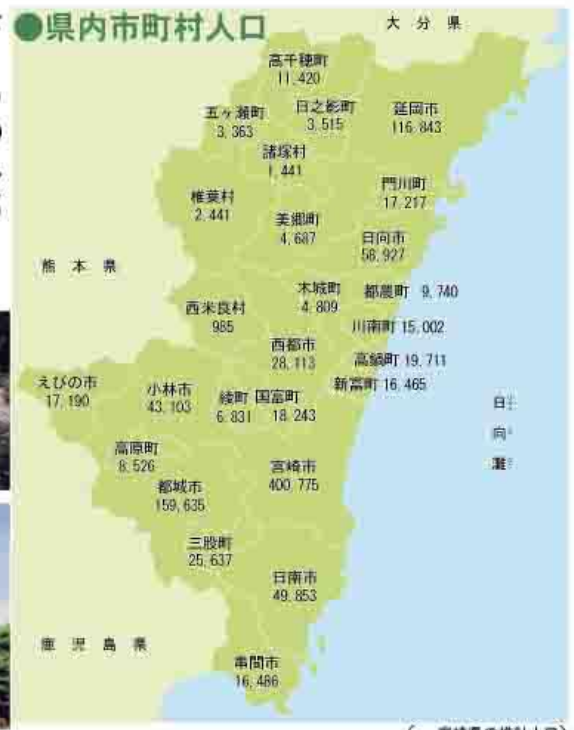 ●県内市町村人口
大分県
高千穂町
11,420
五ヶ瀬町
3,363
日之影町
3,515
延岡市
116,843
諸塚村
1,441
椎葉村
2,441
門川町
17,217
美郷町
4,687
日向市
58,927
熊本県
西米良村
985
木城町
4,809
都農町 9,740
川南町 15,002
西都市
28,113
高鍋町 19,711
新富町 16,465
えびの市
17,190
小林市
43,103
綾町
6,831
国富町
18,243
日向灘
高原町
8,526
都城市
159,635
宮崎市
400,775
三股町
25,637
日南市
49,853
鹿児島県
串間市
16,486